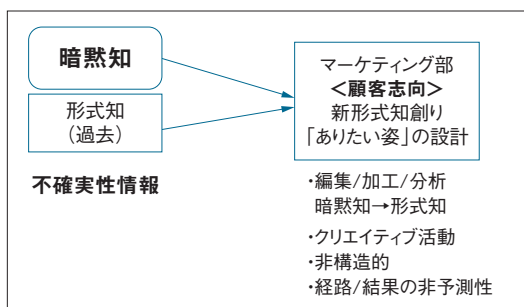 暗黙知
形式知
(過去)
不確実性情報
マーケティング部
<顧客志向>
新形式知創り
「ありたい姿」の設計
・編集/加工/分析
暗黙知→形式知
・クリエイティブ活動
・非構造的
・経路/結果の非予測性